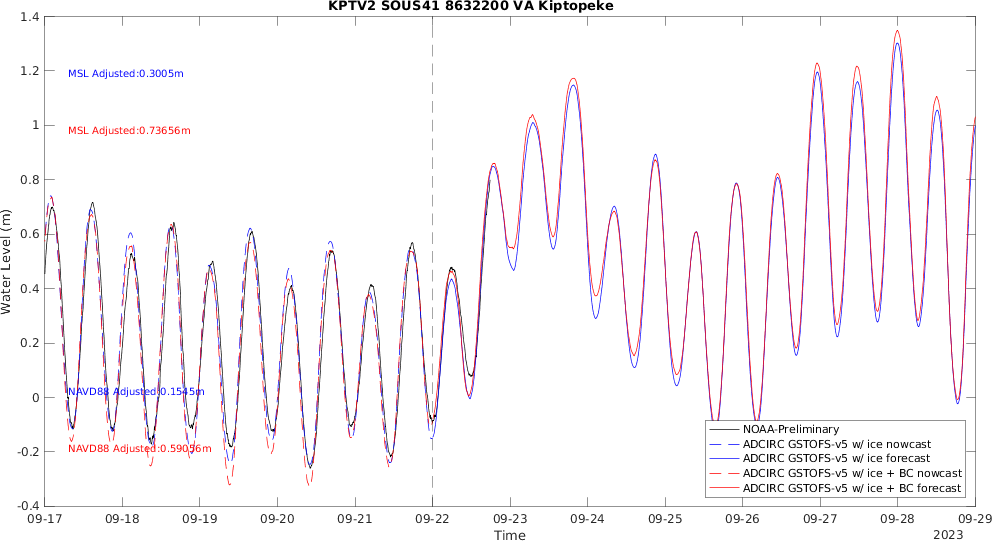 KPTV2 SOUS41 8632200 VA Kiptopeke
1.4
1.2
1
0.8
0.6
0.4
0.2
0
-0.2
-0.4
Water Level (m)
MSL Adjusted:0.3005m
MSL Adjusted:0.73656m
NAVD88 Adjusted:0.1545m
NAVD88 Adjusted:0.59056m
NOAA-Preliminary
ADCIRC GSTOFS-v5 w/ ice nowcast
ADCIRC GSTOFS-v5 w/ ice forecast
ADCIRC GSTOFS-v5 w/ ice + BC nowcast
ADCIRC GSTOFS-v5 w/ ice + BC forecast
09-17 09-18 09-19 09-20 09-21 09-22 09-23 09-24 09-25 09-26 09-27 09-28 09-29
Time
2023